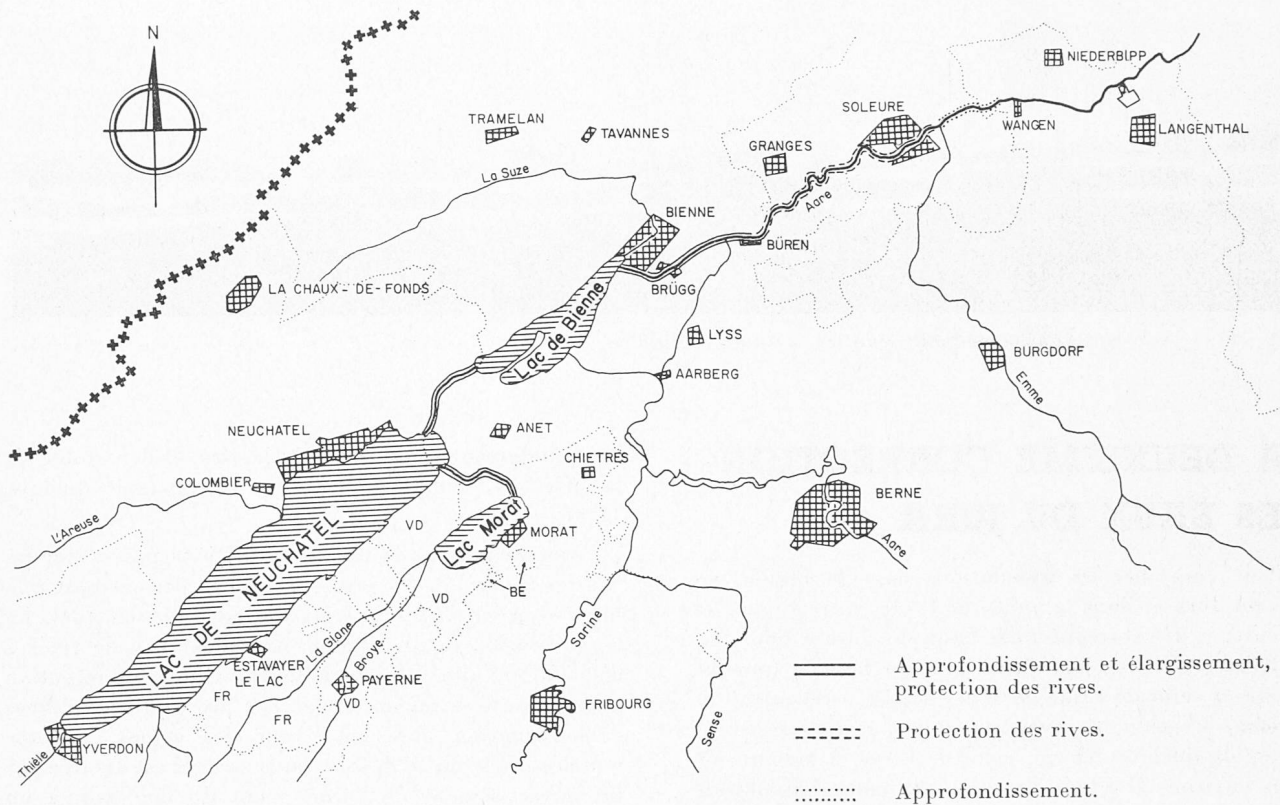 N
NIEDERBIPP
SOLEURE
WANGEN
LANGENTHAL
TRAMELAN
TAVANNES
GRANGES
La Suze
Aare
BIENNE
BÜREN
LA CHAUX-DE-FONDS
BRÜGG
Lac de Bienne
LYSS
BURGDORF
AARBERG
Emme
NEUCHATEL
ANET
CHIETRES
COLOMBIER
BERNE
L'Areuse
VD
Lac Morat
MORAT
Aare
LAC DE NEUCHATEL
BE
VD
La Glane
Broye
Sarine
ESTAVAYER
LE LAC
PAYERNE
FR
VD
FRIBOURG
FR
Sense
YVERDON
Thièle
Approfondissement et élargissement,
protection des rives.
Protection des rives.
Approfondissement.